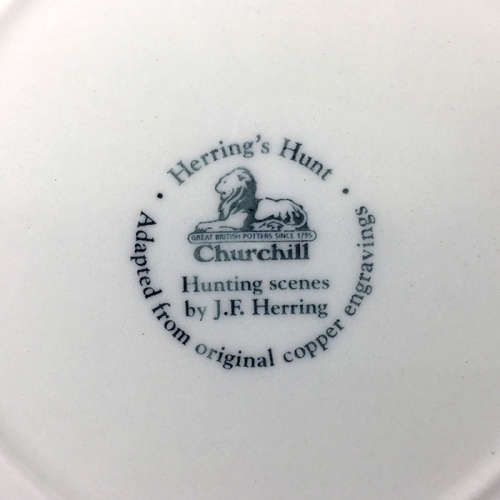 Herring's Hunt
GREAT BRITISH POTTERS SINCE 1795
Churchill
Hunting scenes
by J.F. Herring
Adapted from original copper engravings